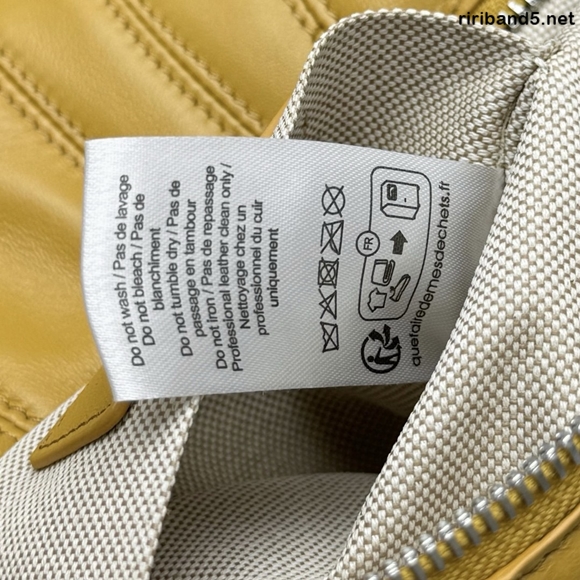 riribands5.net
Do not wash / Pas de lavage
Do not bleach / Pas de
blanchiment
Do not tumble dry / Pas de
passage en tambour
Do not iron / Pas de repassage
Professional leather clean only /
Nettoyage chez un
professionnel du cuir
uniquement
FR
quefairedemesdechets.fr